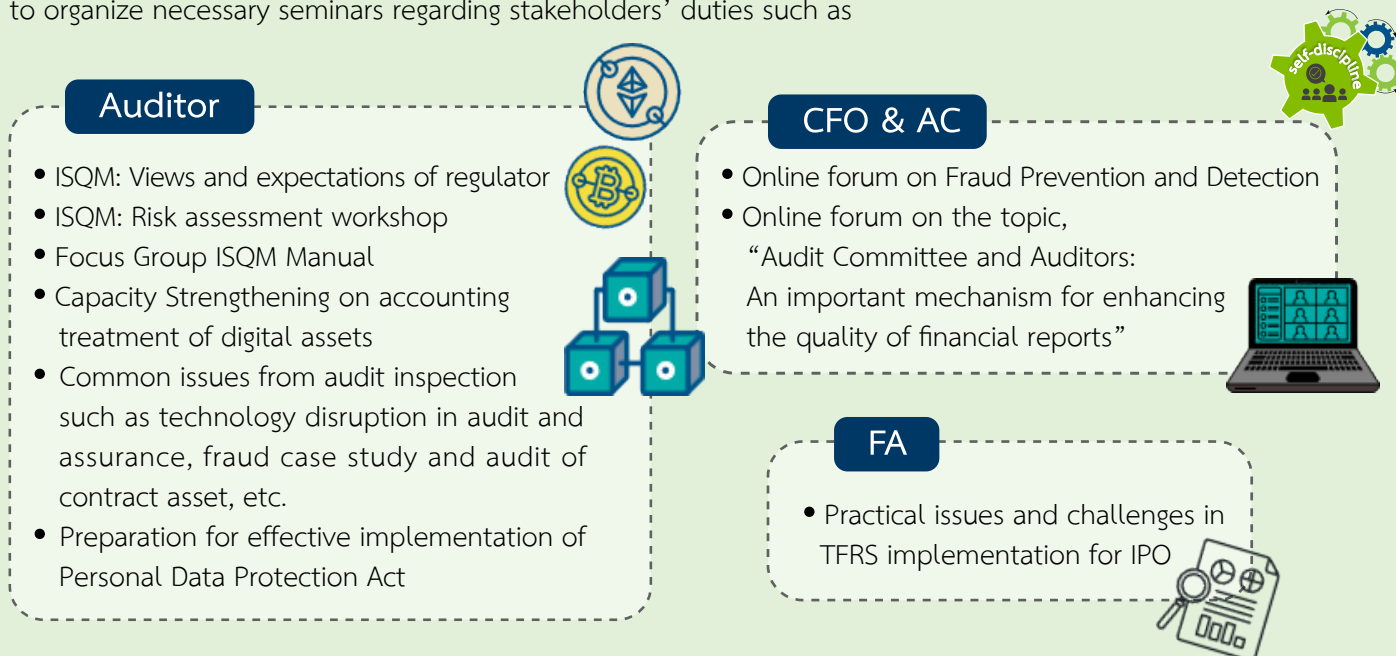 to organize necessary seminars regarding stakeholders’ duties such as
self-discipline
Auditor
• ISQM: Views and expectations of regulator
• ISQM: Risk assessment workshop
• Focus Group ISQM Manual
• Capacity Strengthening on accounting
treatment of digital assets
• Common issues from audit inspection
such as technology disruption in audit and
assurance, fraud case study and audit of
contract asset, etc.
• Preparation for effective implementation of
Personal Data Protection Act
CFO & AC
• Online forum on Fraud Prevention and Detection
• Online forum on the topic,
“Audit Committee and Auditors:
An important mechanism for enhancing
the quality of financial reports”
FA
• Practical issues and challenges in
TFRS implementation for IPO